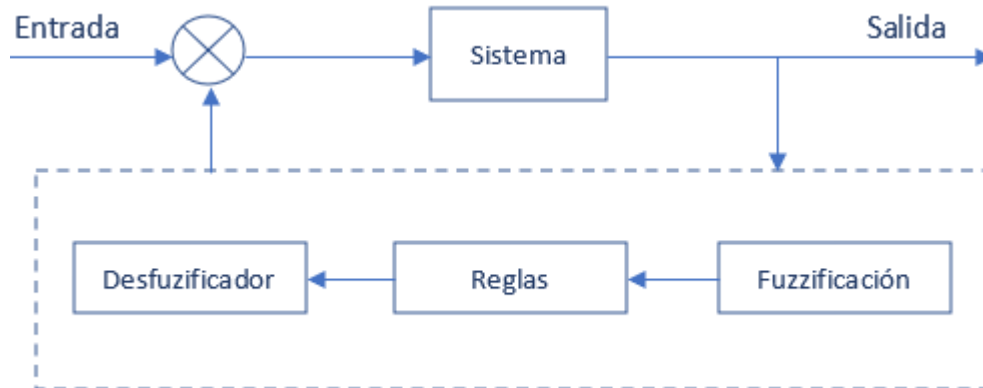 Entrada
Sistema
Salida
Desfuzificador
Reglas
Fuzzificación